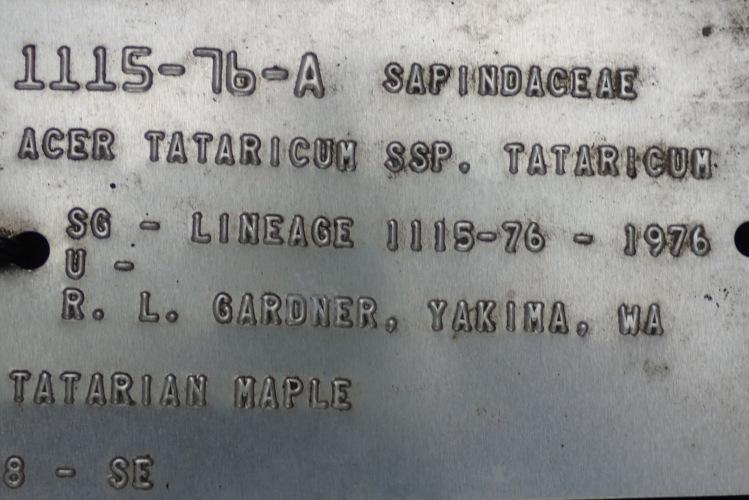 1115-76-A SAPINDACEAE
ACER TATARICUM SSP. TATARICUM
SG - LINEAGE 1115-76 - 1976
U -
R. L. GARDNER, YAKIMA, WA
TATARIAN MAPLE
8 - SE